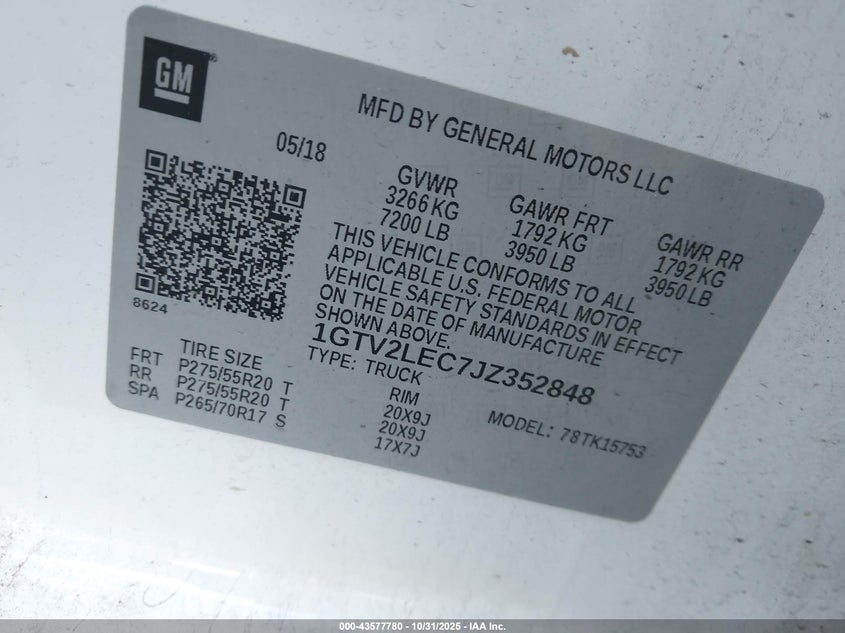 GM
MFD BY GENERAL MOTORS LLC
05/18
GVWR
3266 KG
7200 LB
GAWR FRT
1792 KG
3950 LB
GAWR RR
1792 KG
3950 LB
THIS VEHICLE CONFORMS TO ALL
APPLICABLE U.S. FEDERAL MOTOR
VEHICLE SAFETY STANDARDS IN EFFECT
ON THE DATE OF MANUFACTURE
SHOWN ABOVE.
1GTV2LEC7JZ352848
TYPE: TRUCK
MODEL: 78TK15753
8624
TIRE SIZE
RIM
FRT P275/55R20 T 20X9J
RR P275/55R20 T 20X9J
SPA P265/70R17 S 17X7J
000-43577780 - 10/31/2025 - IAA Inc.